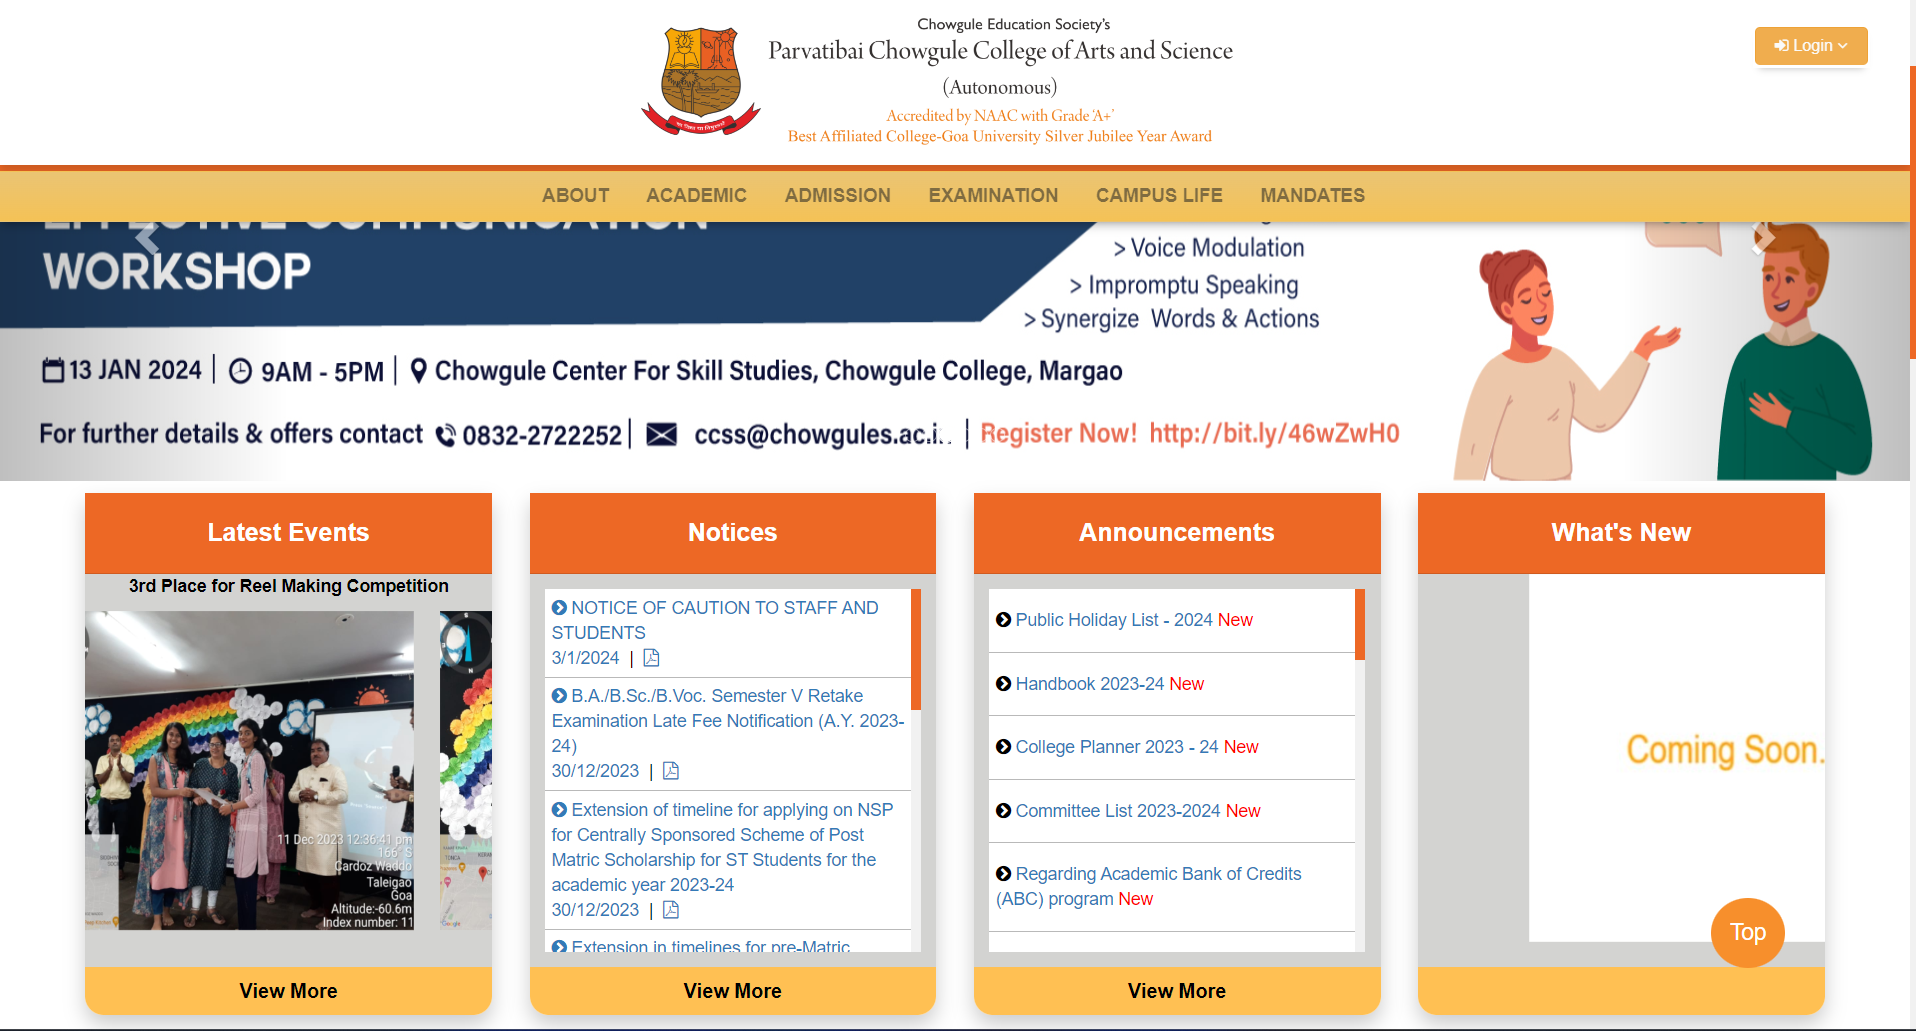 Chowgule Education Society's
Parvatibai Chowgule College of Arts and Science
(Autonomous)
Accredited by NAAC with Grade 'A+'
Best Affiliated College-Goa University Silver Jubilee Year Award
Login
ABOUT ACADEMIC ADMISSION EXAMINATION CAMPUS LIFE MANDATES
EFFECTIVE COMMUNICATION
WORKSHOP
> Voice Modulation
> Impromptu Speaking
> Synergize Words & Actions
13 JAN 2024 | 9AM - 5PM | Chowgule Center For Skill Studies, Chowgule College, Margao
For further details & offers contact 0832-2722252 | ccss@chowgules.ac.in | Register Now! http://bit.ly/46wZwH0
Latest Events
3rd Place for Reel Making Competition
11 Dec 2023 12:36:41 pm
166° S
Cardoz Waddo
Taleigao
Goa
Altitude:-60.6m
Index number: 11
Google
View More
Notices
NOTICE OF CAUTION TO STAFF AND
STUDENTS
3/1/2024 |
B.A./B.Sc./B.Voc. Semester V Retake
Examination Late Fee Notification (A.Y. 2023-
24)
30/12/2023 |
Extension of timeline for applying on NSP
for Centrally Sponsored Scheme of Post
Matric Scholarship for ST Students for the
academic year 2023-24
30/12/2023 |
Extension in timelines for pre-Matric
View More
Announcements
Public Holiday List - 2024 New
Handbook 2023-24 New
College Planner 2023 - 24 New
Committee List 2023-2024 New
Regarding Academic Bank of Credits
(ABC) program New
View More
What's New
Coming Soon.
Top